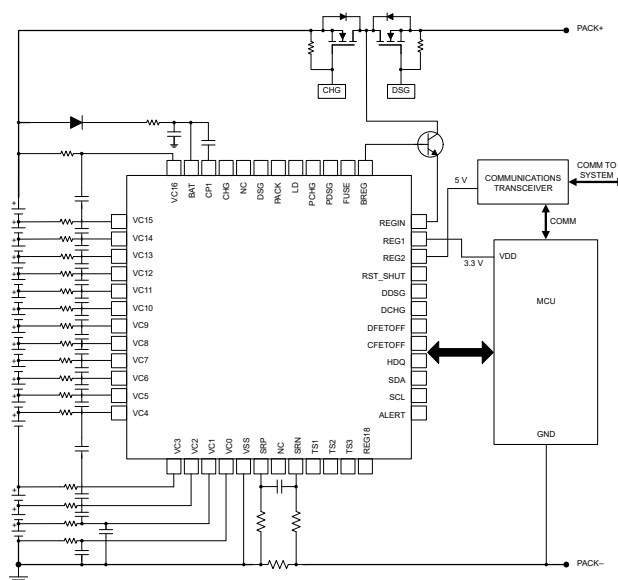 PACK+
CHG
DSG
VC16
BAT
CP1
CHG
NC
DSG
PACK
LD
PCHG
PDSG
FUSE
BREG
5 V
COMMUNICATIONS
TRANSCEIVER
COMM TO
SYSTEM
COMM
3.3 V
VDD
MCU
GND
VC15
VC14
VC13
VC12
VC11
VC10
VC9
VC8
VC7
VC6
VC5
VC4
REGIN
REG1
REG2
RST_SHUT
DDSG
DCHG
DFETOFF
CFETOFF
HDQ
SDA
SCL
ALERT
VC3
VC2
VC1
VC0
VSS
SRP
NC
SRN
TS1
TS2
TS3
REG18
PACK–